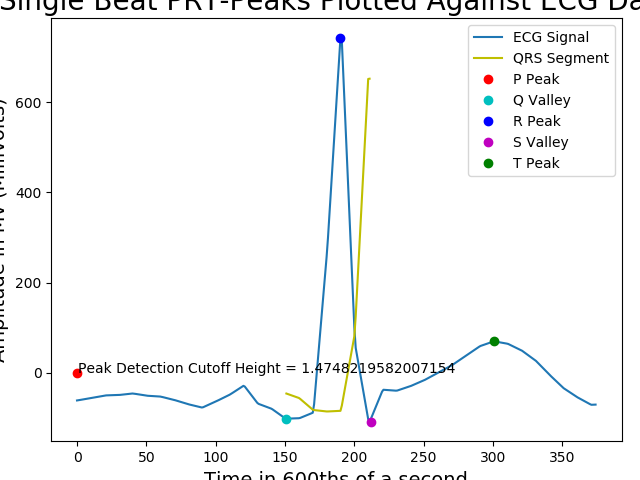 Single Beat PRT-Peaks Plotted Against ECG Da
ECG Signal
QRS Segment
P Peak
Q Valley
R Peak
S Valley
T Peak
Amplitude in MV (Millivolts)
600
400
200
0
Peak Detection Cutoff Height = 1.4748219582007154
0 50 100 150 200 250 300 350
Time in 600ths of a second